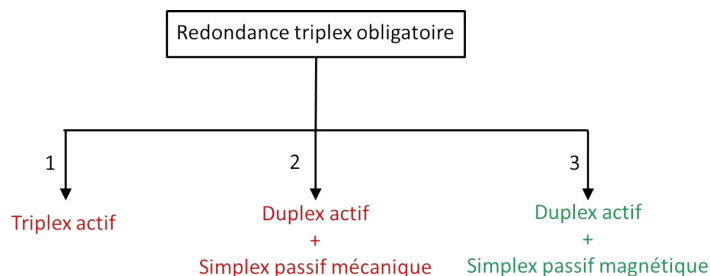 Redondance triplex obligatoire
1
2
3
Triplex actif
Duplex actif
+
Simplex passif mécanique
Duplex actif
+
Simplex passif magnétique